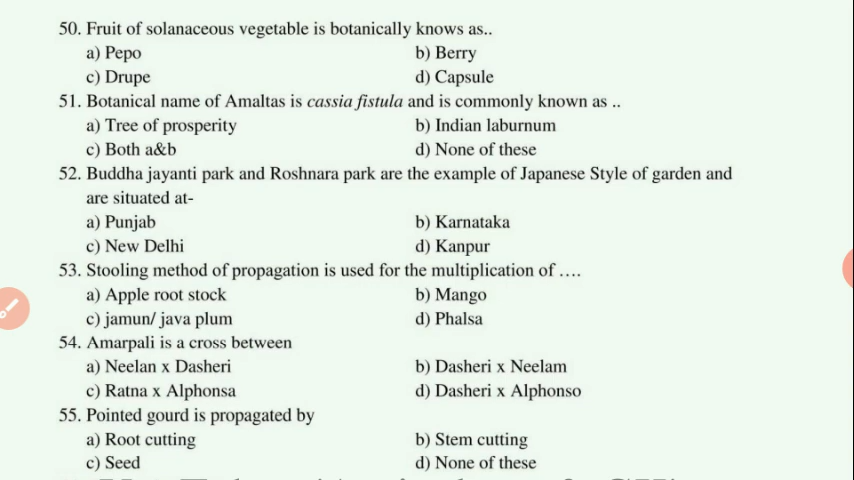 50. Fruit of solanaceous vegetable is botanically knows as..
a) Pepo b) Berry
c) Drupe d) Capsule
51. Botanical name of Amaltas is cassia fistula and is commonly known as ..
a) Tree of prosperity b) Indian laburnum
c) Both a&b d) None of these
52. Buddha jayanti park and Roshnara park are the example of Japanese Style of garden and
are situated at-
a) Punjab b) Karnataka
c) New Delhi d) Kanpur
53. Stooling method of propagation is used for the multiplication of ....
a) Apple root stock b) Mango
c) jamun/ java plum d) Phalsa
54. Amarpali is a cross between
a) Neelan x Dasheri b) Dasheri x Neelam
c) Ratna x Alphonsa d) Dasheri x Alphonso
55. Pointed gourd is propagated by
a) Root cutting b) Stem cutting
c) Seed d) None of these